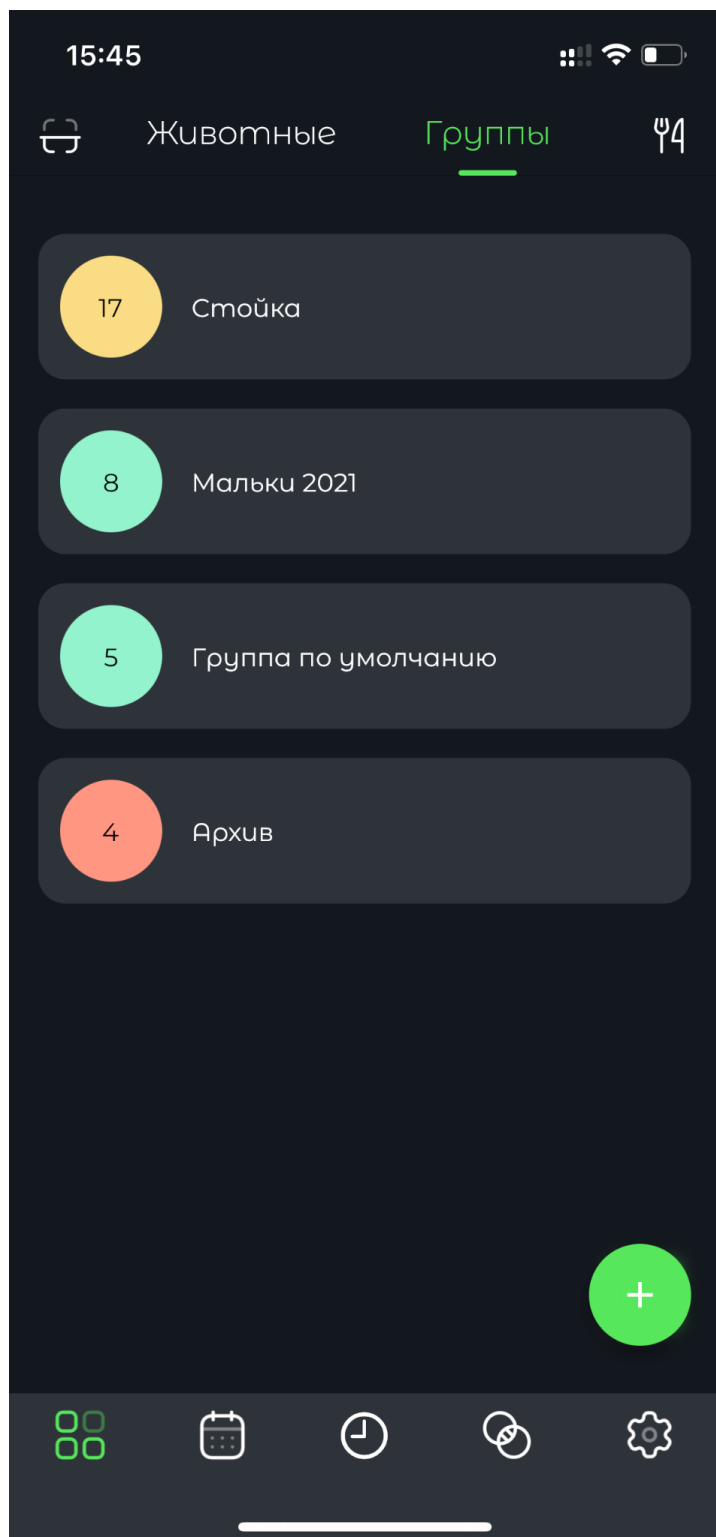 15:45
Животные Группы
17 Стойка
8 Мальки 2021
5 Группа по умолчанию
4 Архив
+